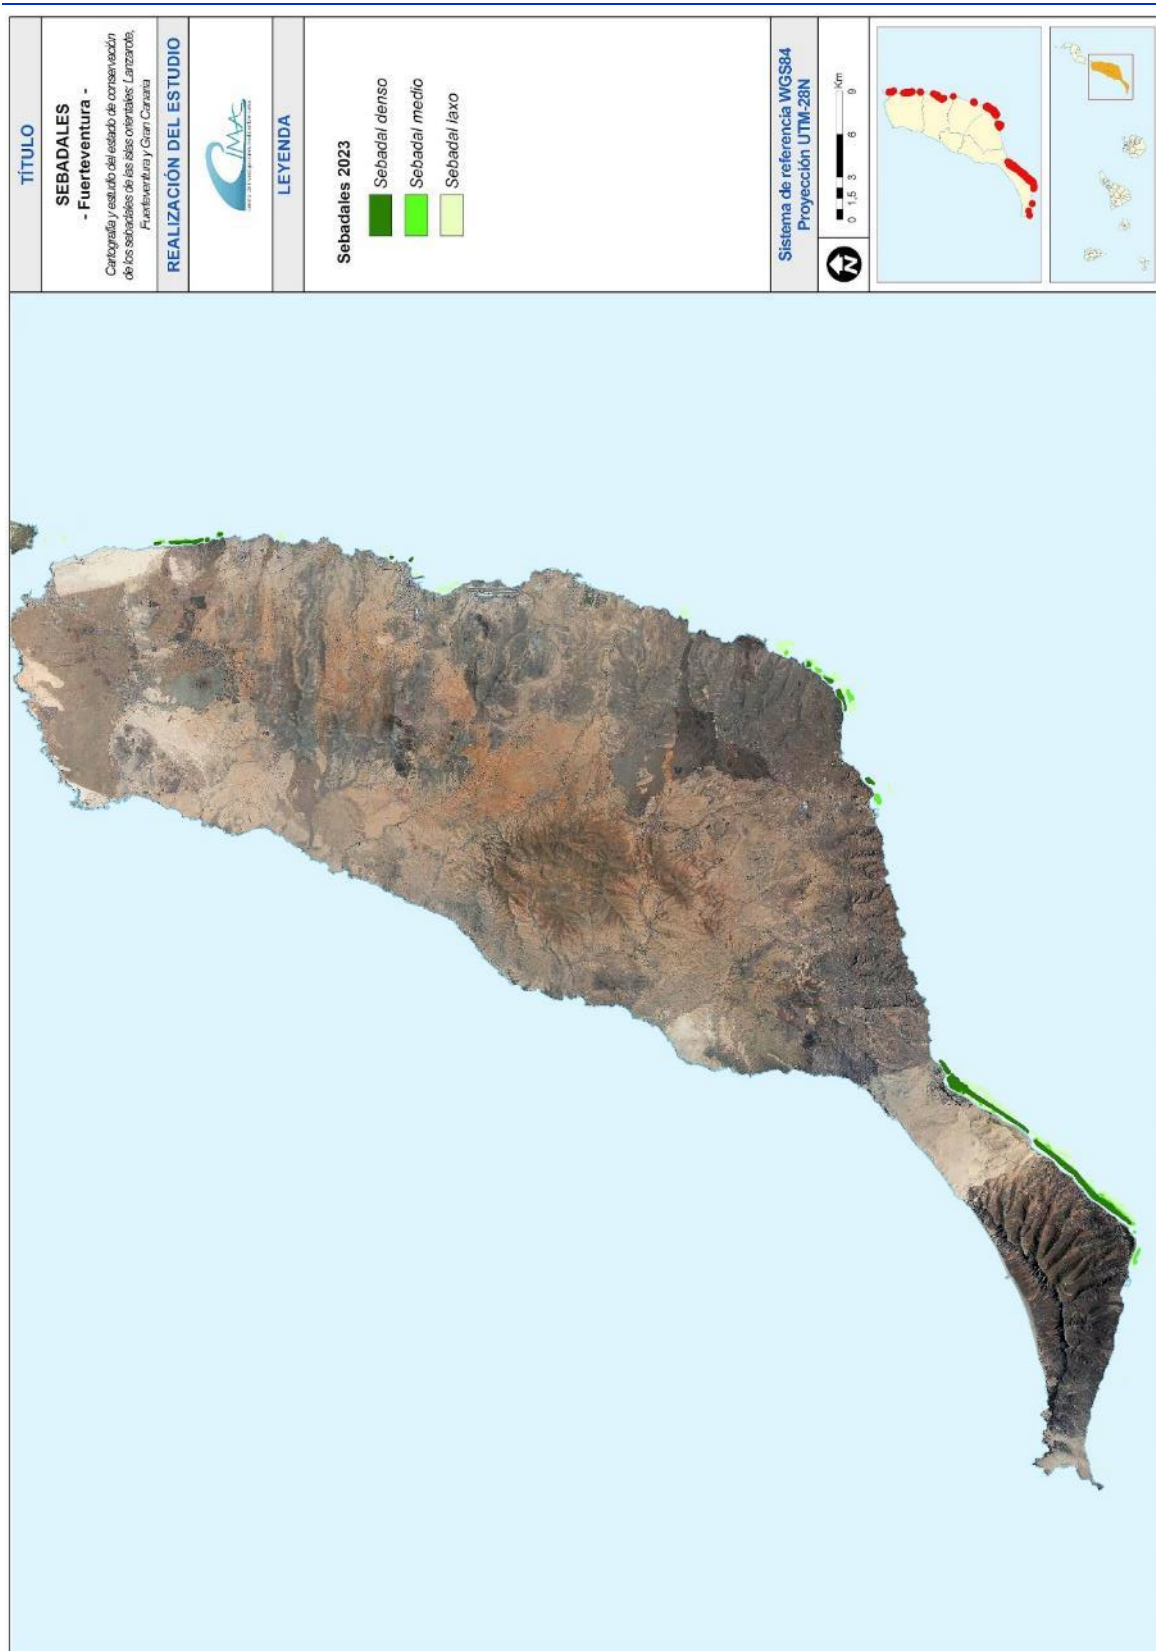 TÍTULO
SEBADALES
- Fuerteventura -
Cartografía y estudio del estado de conservación
de los sebadales de las islas orientales: Lanzarote,
Fuerteventura y Gran Canaria
REALIZACIÓN DEL ESTUDIO
CIMA
LEYENDA
Sebadales 2023
Sebadal denso
Sebadal medio
Sebadal laxo
Sistema de referencia WGS84
Proyección UTM-28N
N
0 1,5 3 6 9
Km